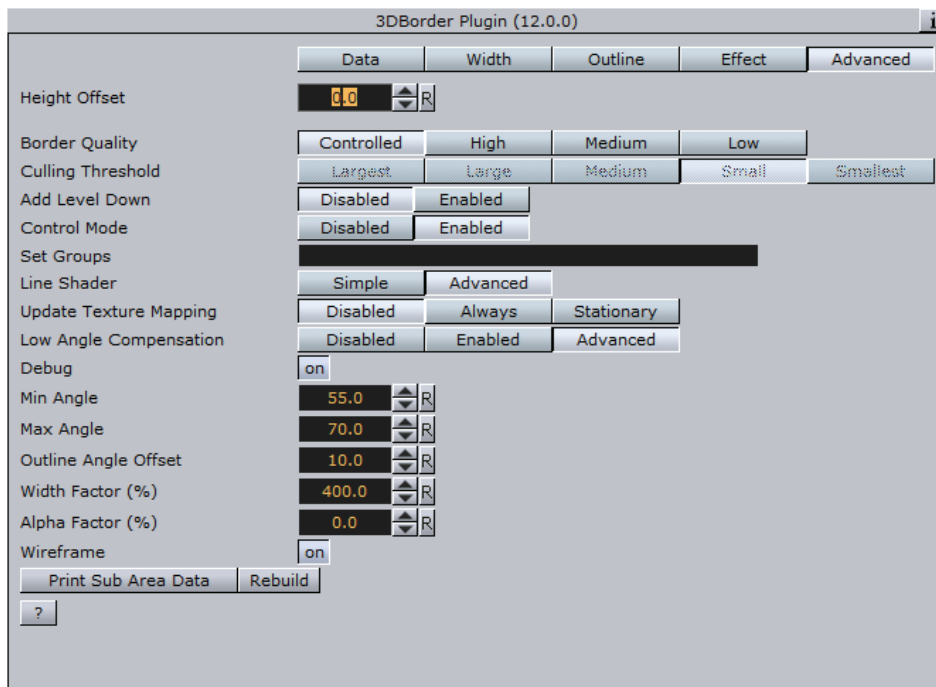 3DBorder Plugin (12.0.0) i
Data Width Outline Effect Advanced
Height Offset 0.0 R
Border Quality Controlled High Medium Low
Culling Threshold Largest Large Medium Small Smallest
Add Level Down Disabled Enabled
Control Mode Disabled Enabled
Set Groups
Line Shader Simple Advanced
Update Texture Mapping Disabled Always Stationary
Low Angle Compensation Disabled Enabled Advanced
Debug on
Min Angle 55.0 R
Max Angle 70.0 R
Outline Angle Offset 10.0 R
Width Factor (%) 400.0 R
Alpha Factor (%) 0.0 R
Wireframe on
Print Sub Area Data Rebuild
?